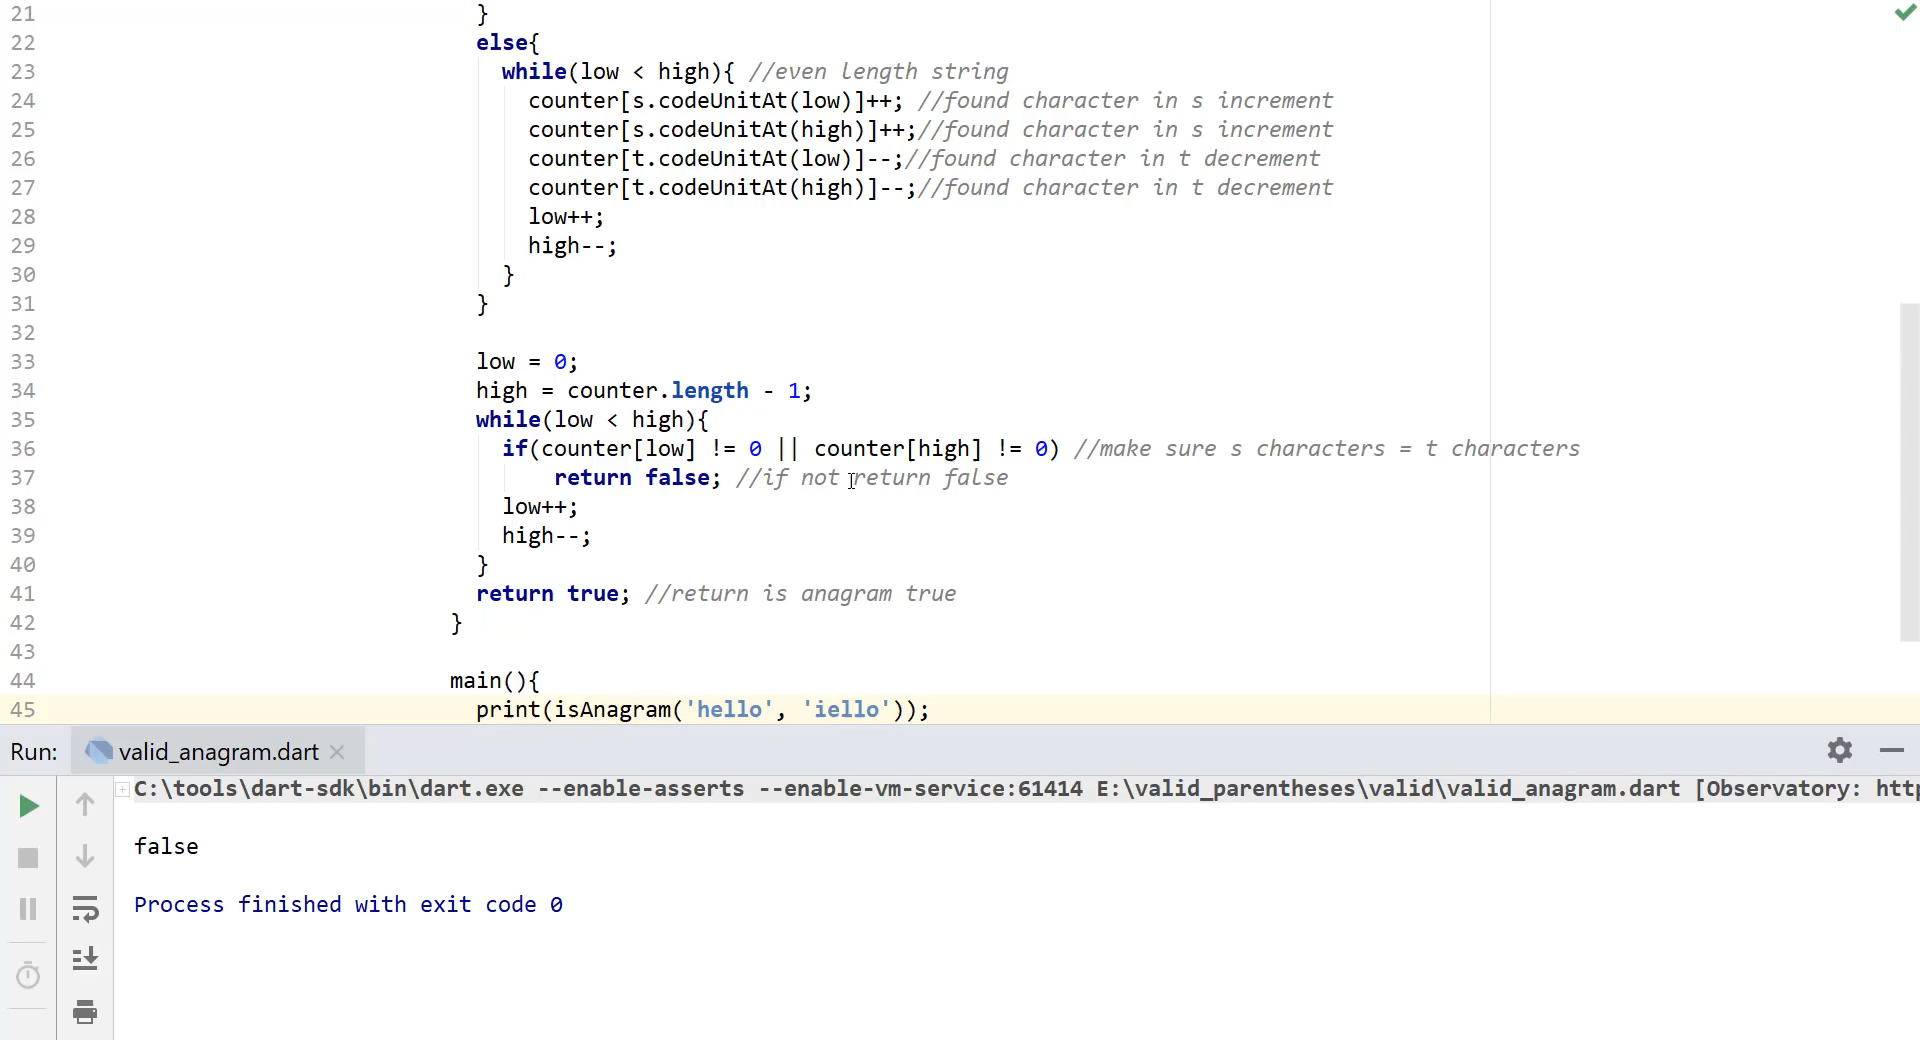 21 }
22 else{
23 while(low < high){ //even length string
24 counter[s.codeUnitAt(low)]++; //found character in s increment
25 counter[s.codeUnitAt(high)]++;//found character in s increment
26 counter[t.codeUnitAt(low)]--;//found character in t decrement
27 counter[t.codeUnitAt(high)]--;//found character in t decrement
28 low++;
29 high--;
30 }
31 }
32
33 low = 0;
34 high = counter.length - 1;
35 while(low < high){
36 if(counter[low] != 0 || counter[high] != 0) //make sure s characters = t characters
37 return false; //if not return false
38 low++;
39 high--;
40 }
41 return true; //return is anagram true
42 }
43
44 main(){
45 print(isAnagram('hello', 'iello'));
Run: valid_anagram.dart
C:\tools\dart-sdk\bin\dart.exe --enable-asserts --enable-vm-service:61414 E:\valid_parentheses\valid\valid_anagram.dart [Observatory: http
false
Process finished with exit code 0